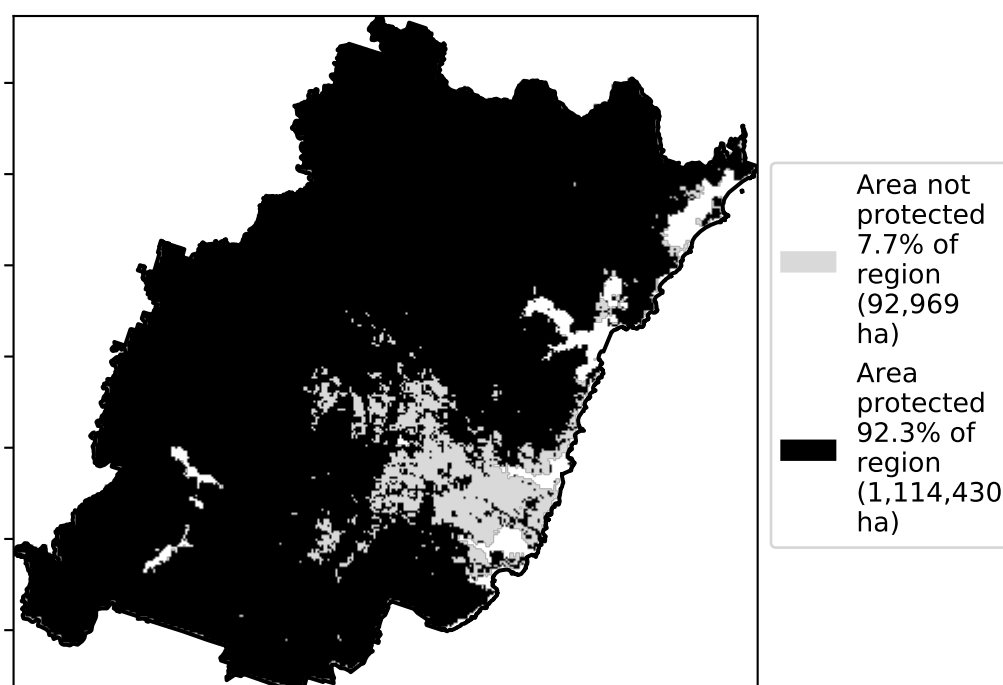 Area not
protected
7.7% of
region
(92,969
ha)
Area
protected
92.3% of
region
(1,114,430
ha)